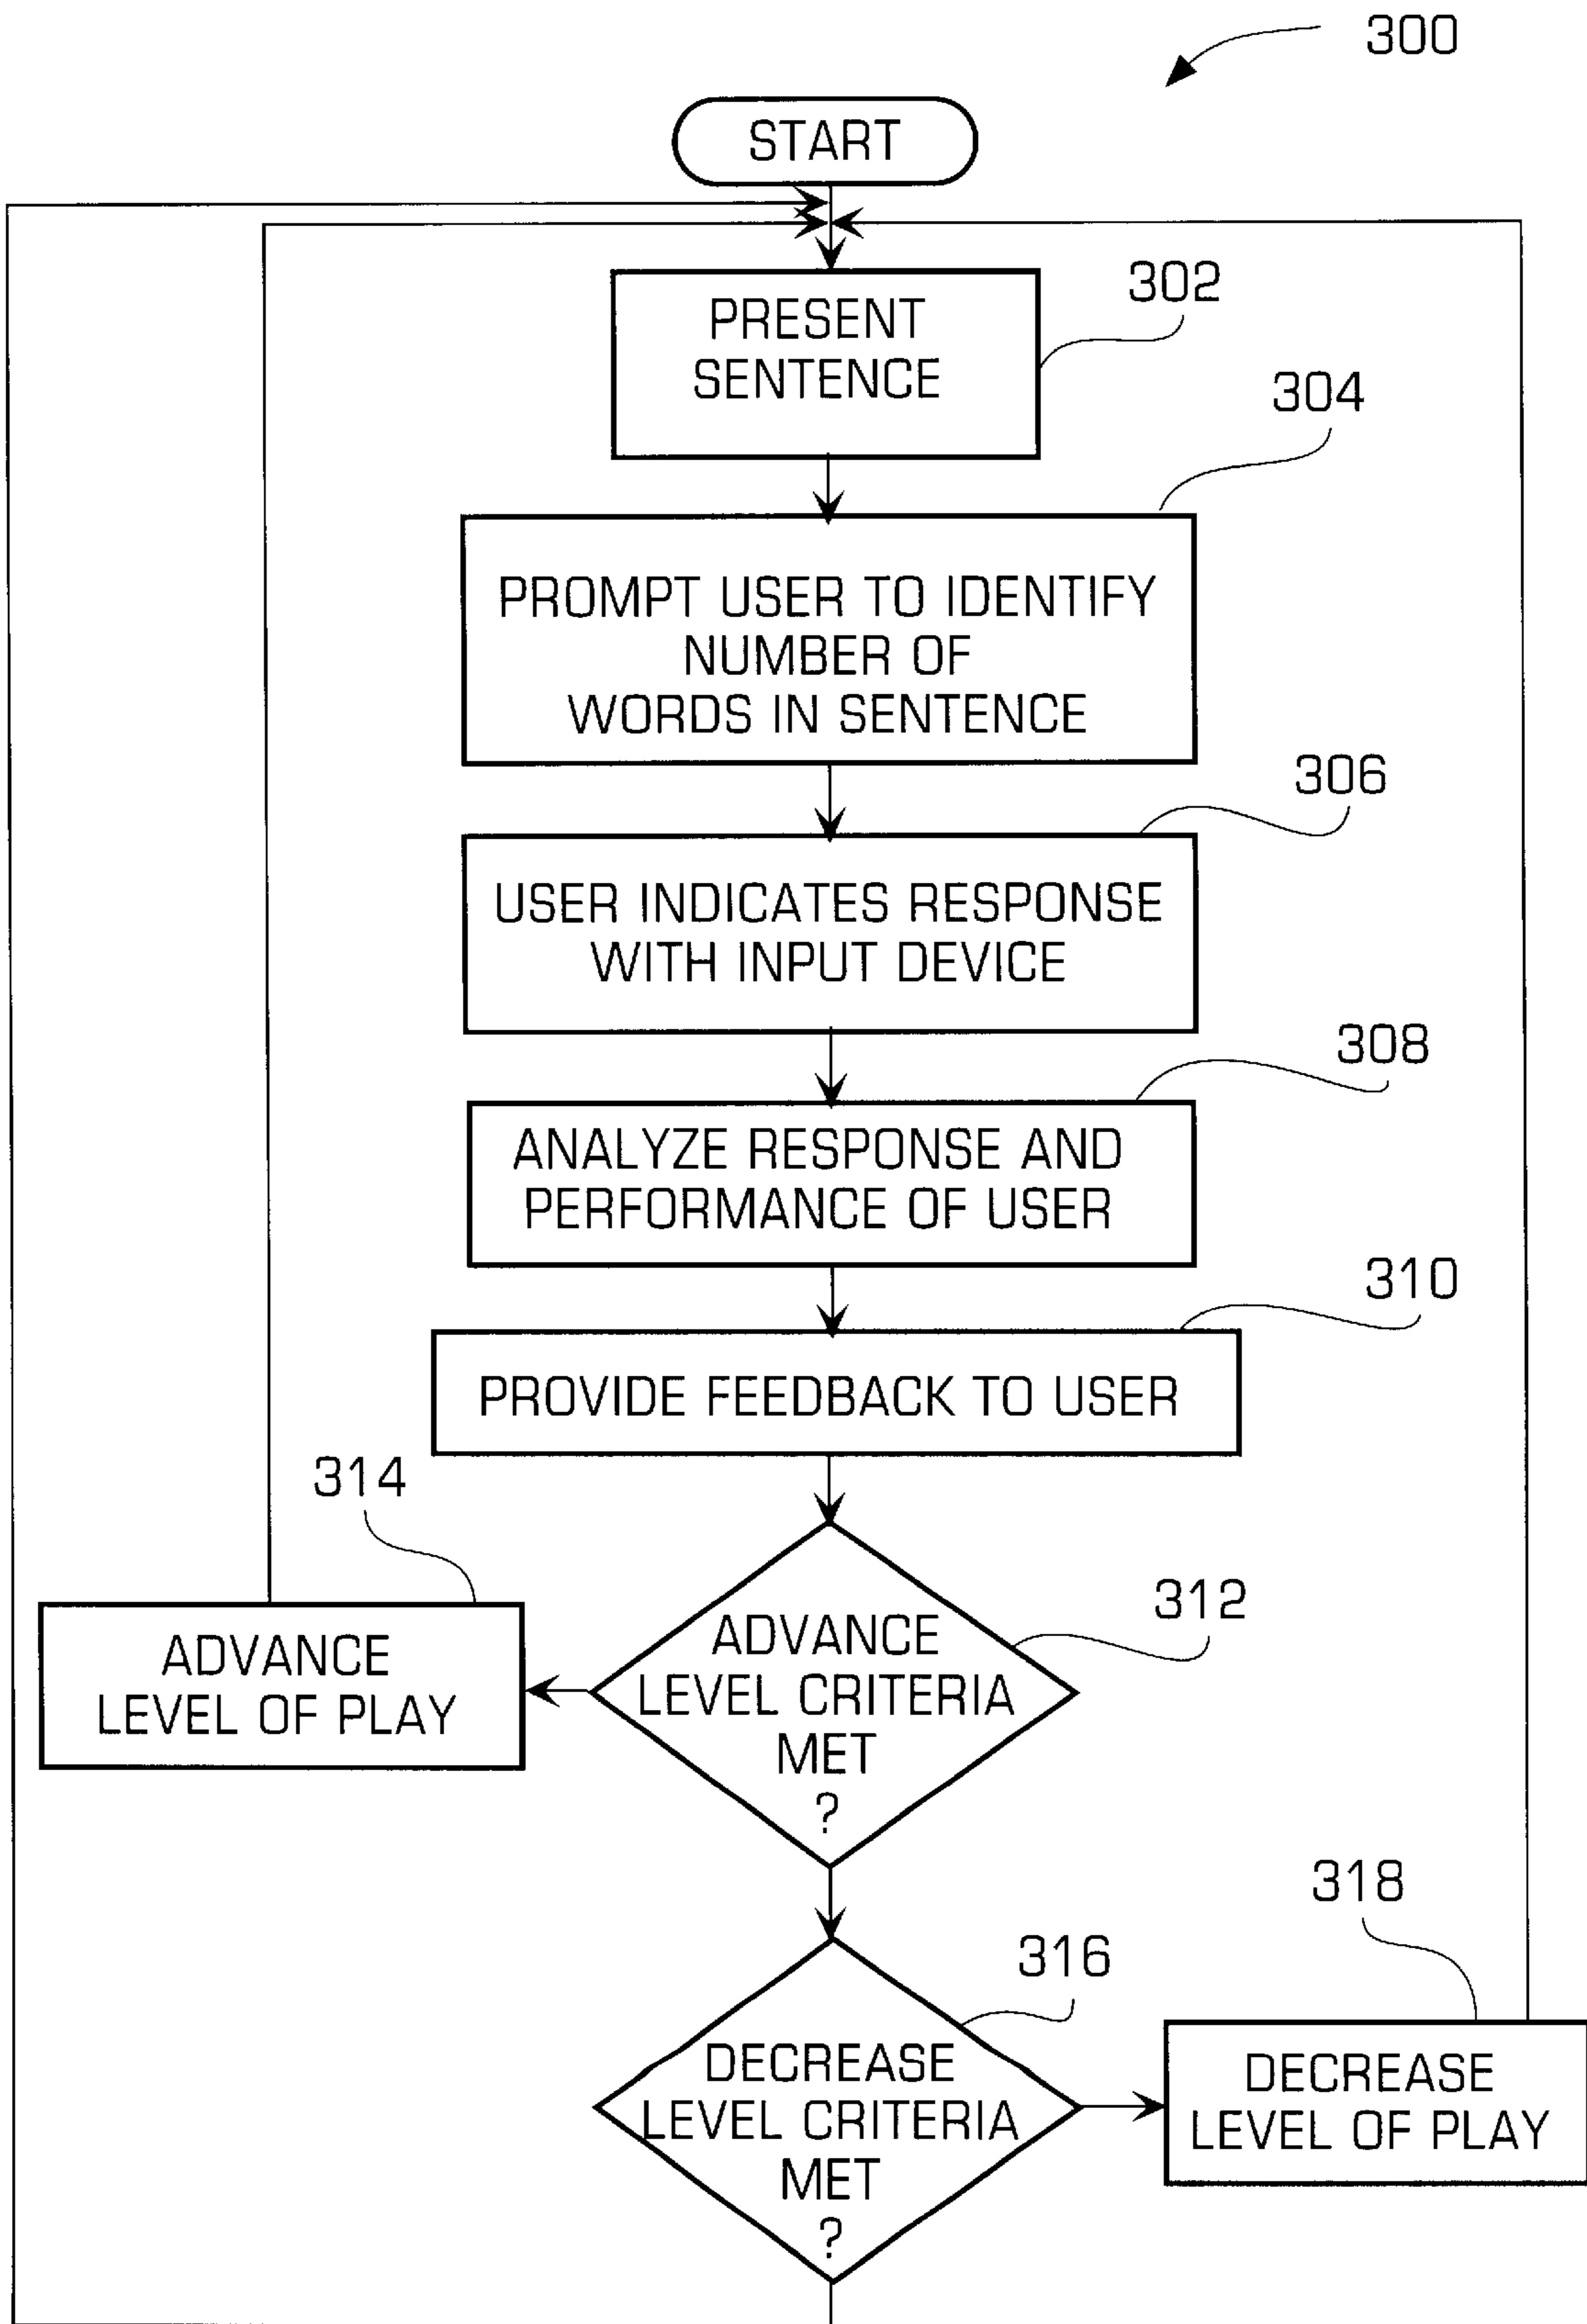 300
START
302
PRESENT
SENTENCE
304
PROMPT USER TO IDENTIFY
NUMBER OF
WORDS IN SENTENCE
306
USER INDICATES RESPONSE
WITH INPUT DEVICE
308
ANALYZE RESPONSE AND
PERFORMANCE OF USER
310
PROVIDE FEEDBACK TO USER
314
312
ADVANCE
LEVEL OF PLAY
ADVANCE
LEVEL CRITERIA
MET
?
318
316
DECREASE
LEVEL CRITERIA
MET
?
DECREASE
LEVEL OF PLAY